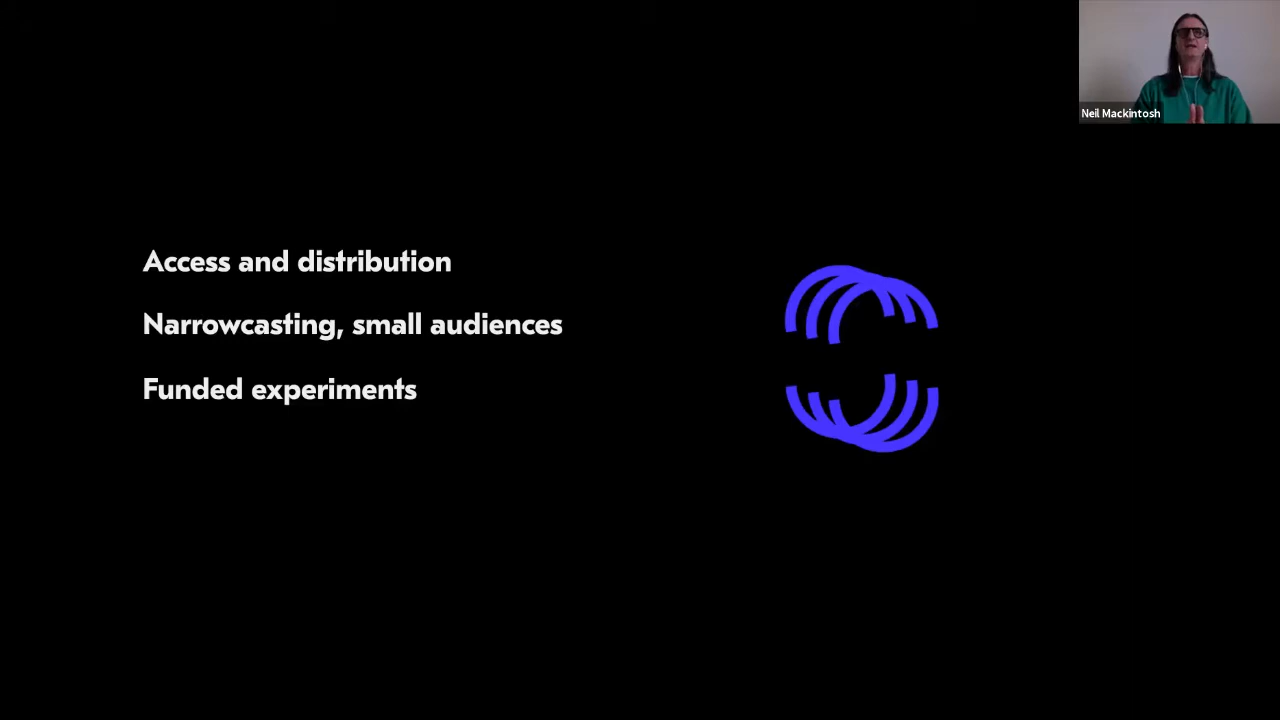 Neil Mackintosh
Access and distribution
Narrowcasting, small audiences
Funded experiments